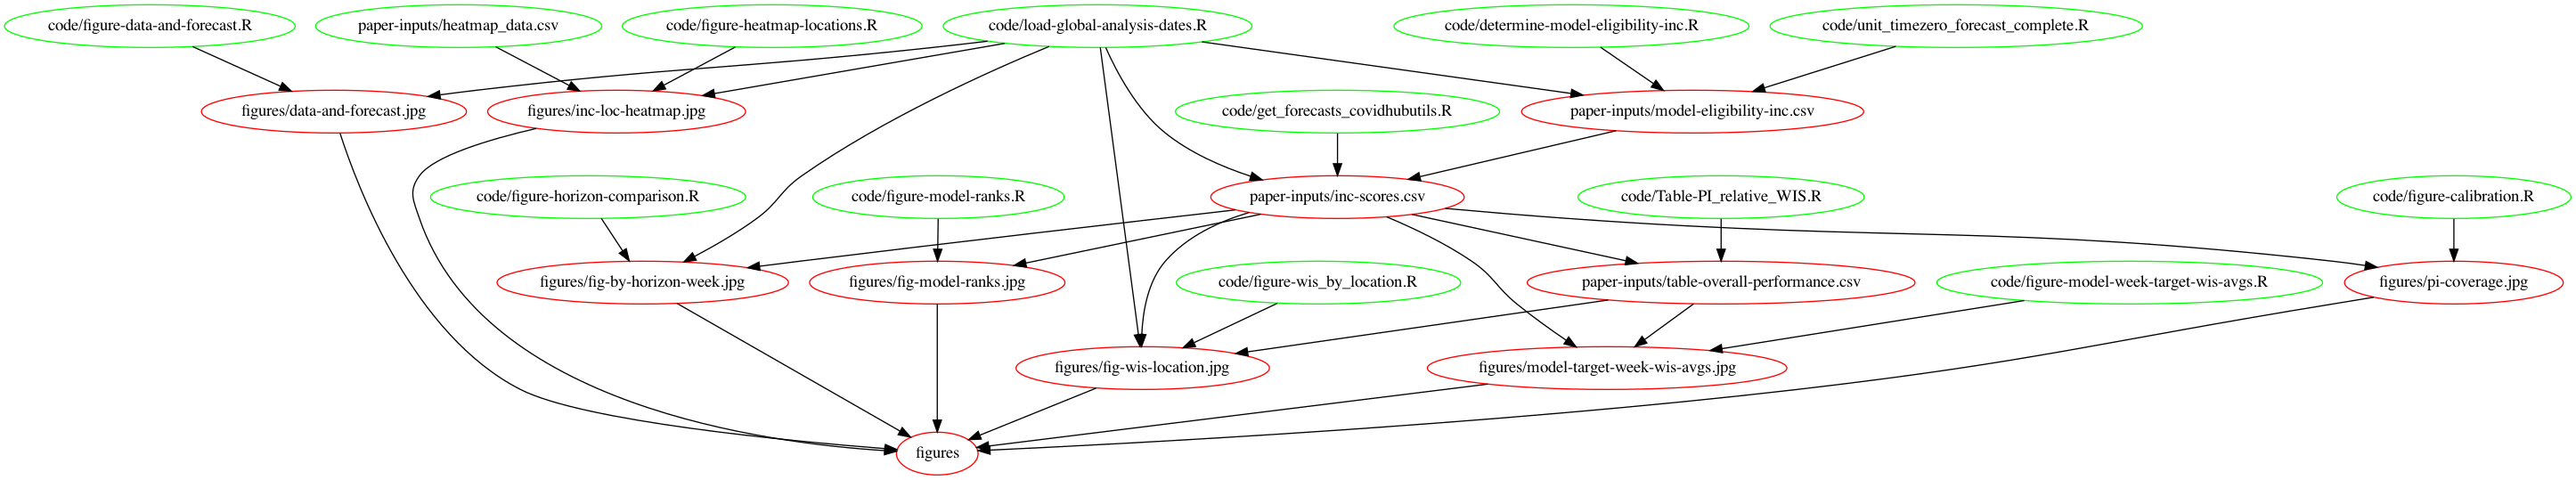 code/figure-data-and-forecast.R
paper-inputs/heatmap_data.csv
code/figure-heatmap-locations.R
code/load-global-analysis-dates.R
code/determine-model-eligibility-inc.R
code/unit_timezero_forecast_complete.R
figures/data-and-forecast.jpg
figures/inc-loc-heatmap.jpg
code/get_forecasts_covidhubutils.R
paper-inputs/model-eligibility-inc.csv
code/figure-horizon-comparison.R
code/figure-model-ranks.R
paper-inputs/inc-scores.csv
code/Table-PI_relative_WIS.R
code/figure-calibration.R
figures/fig-by-horizon-week.jpg
figures/fig-model-ranks.jpg
code/figure-wis_by_location.R
paper-inputs/table-overall-performance.csv
code/figure-model-week-target-wis-avgs.R
figures/pi-coverage.jpg
figures/fig-wis-location.jpg
figures/model-target-week-wis-avgs.jpg
figures